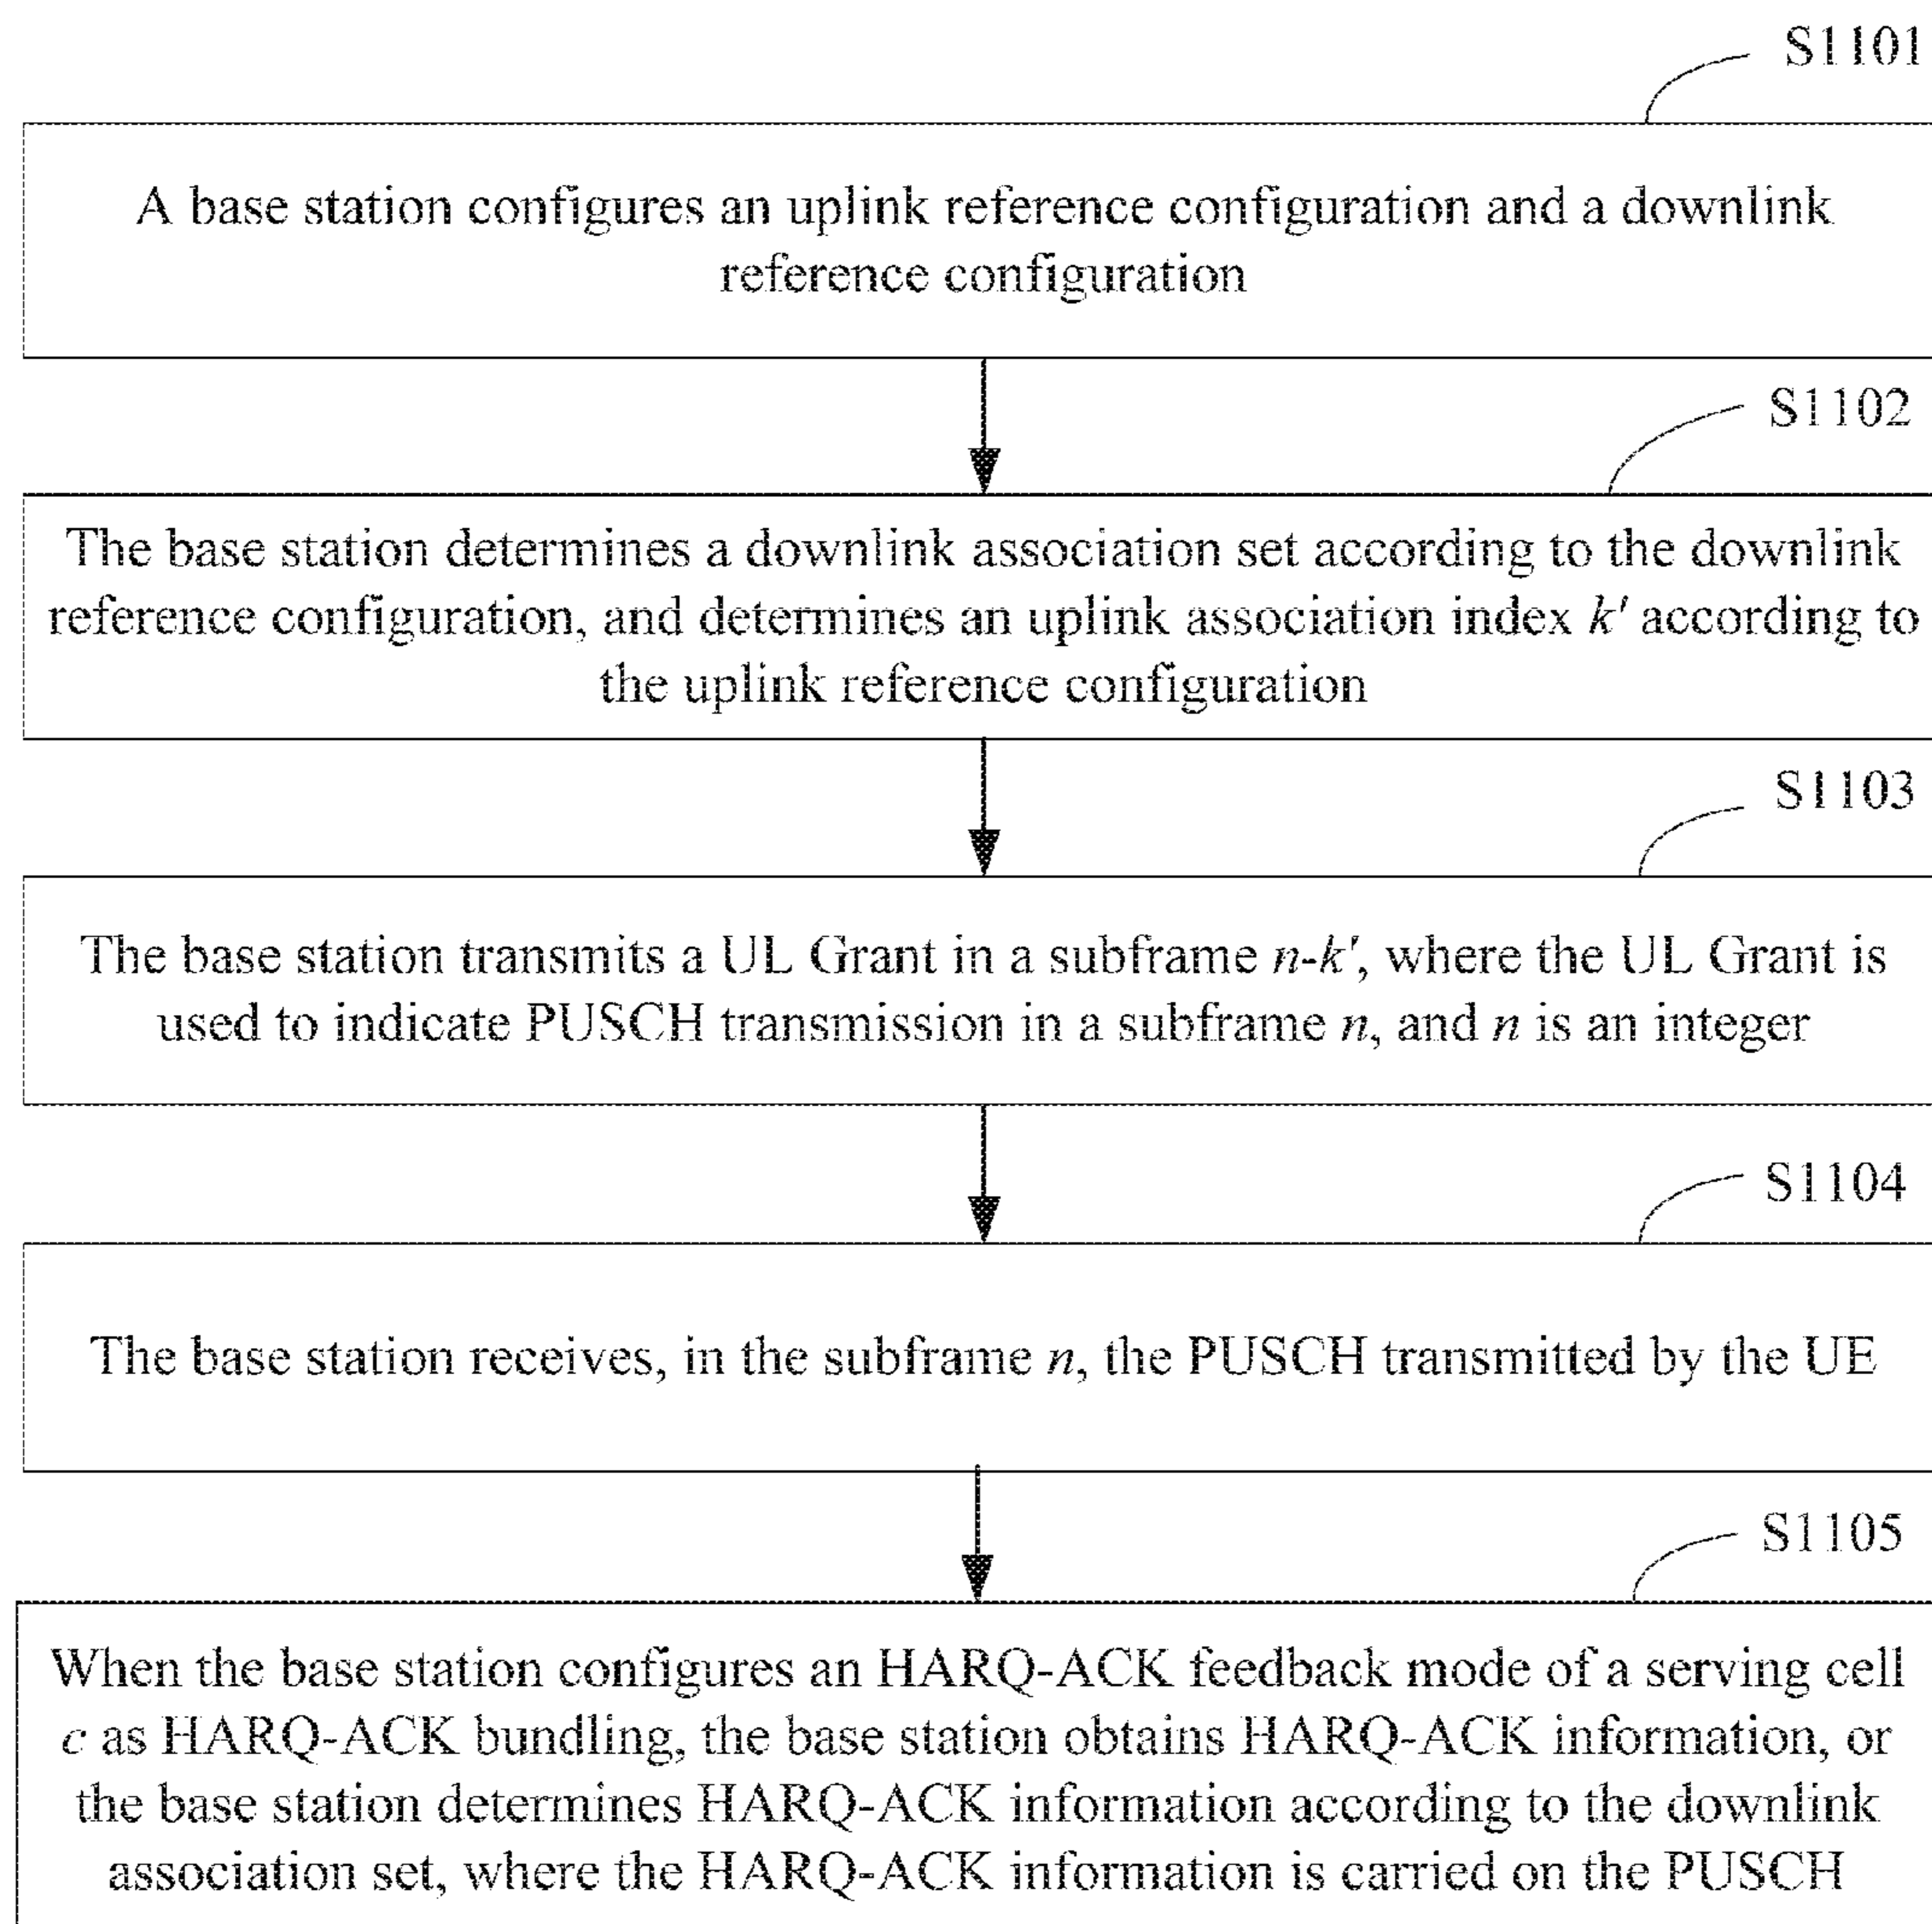 S1101
A base station configures an uplink reference configuration and a downlink
reference configuration
S1102
The base station determines a downlink association set according to the downlink
reference configuration, and determines an uplink association index k' according to
the uplink reference configuration
S1103
The base station transmits a UL Grant in a subframe n-k', where the UL Grant is
used to indicate PUSCH transmission in a subframe n, and n is an integer
S1104
The base station receives, in the subframe n, the PUSCH transmitted by the UE
S1105
When the base station configures an HARQ-ACK feedback mode of a serving cell
c as HARQ-ACK bundling, the base station obtains HARQ-ACK information, or
the base station determines HARQ-ACK information according to the downlink
association set, where the HARQ-ACK information is carried on the PUSCH